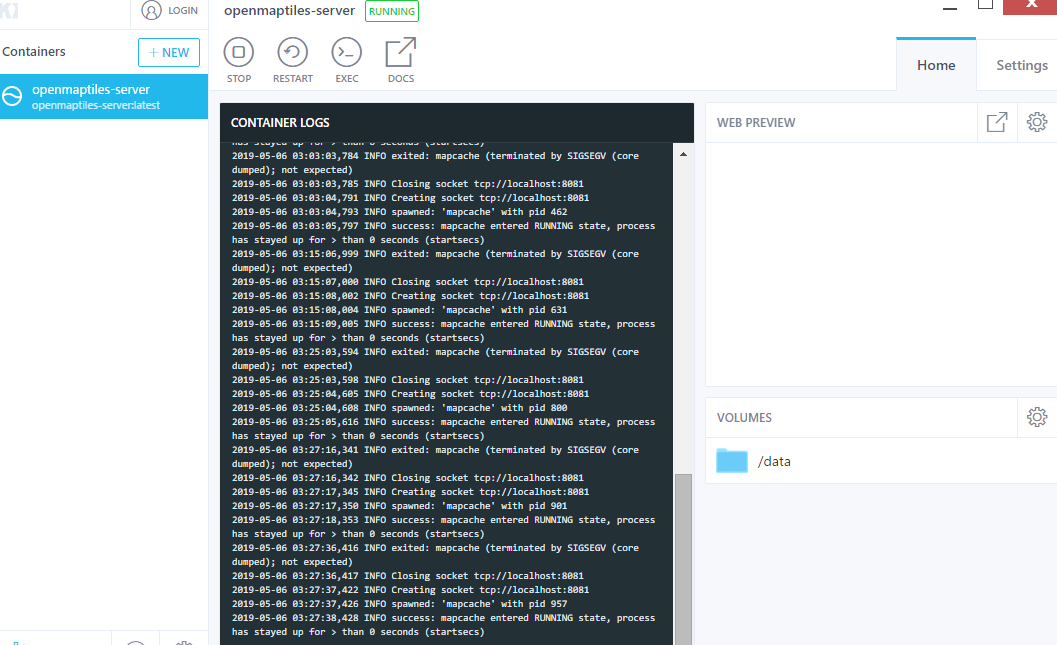 LOGIN
openmaptiles-server RUNNING
Containers
+ NEW
STOP RESTART EXEC DOCS
Home Settings
openmaptiles-server
openmaptiles-server:latest
CONTAINER LOGS
has stayed up for > than 0 seconds (startsecs)
2019-05-06 03:03:03,784 INFO exited: mapcache (terminated by SIGSEGV (core
dumped); not expected)
2019-05-06 03:03:03,785 INFO Closing socket tcp://localhost:8081
2019-05-06 03:03:04,791 INFO Creating socket tcp://localhost:8081
2019-05-06 03:03:04,793 INFO spawned: 'mapcache' with pid 462
2019-05-06 03:03:05,797 INFO success: mapcache entered RUNNING state, process
has stayed up for > than 0 seconds (startsecs)
2019-05-06 03:15:06,999 INFO exited: mapcache (terminated by SIGSEGV (core
dumped); not expected)
2019-05-06 03:15:07,000 INFO Closing socket tcp://localhost:8081
2019-05-06 03:15:08,002 INFO Creating socket tcp://localhost:8081
2019-05-06 03:15:08,004 INFO spawned: 'mapcache' with pid 631
2019-05-06 03:15:09,005 INFO success: mapcache entered RUNNING state, process
has stayed up for > than 0 seconds (startsecs)
2019-05-06 03:25:03,594 INFO exited: mapcache (terminated by SIGSEGV (core
dumped); not expected)
2019-05-06 03:25:03,598 INFO Closing socket tcp://localhost:8081
2019-05-06 03:25:04,605 INFO Creating socket tcp://localhost:8081
2019-05-06 03:25:04,608 INFO spawned: 'mapcache' with pid 800
2019-05-06 03:25:05,616 INFO success: mapcache entered RUNNING state, process
has stayed up for > than 0 seconds (startsecs)
2019-05-06 03:27:16,341 INFO exited: mapcache (terminated by SIGSEGV (core
dumped); not expected)
2019-05-06 03:27:16,342 INFO Closing socket tcp://localhost:8081
2019-05-06 03:27:17,345 INFO Creating socket tcp://localhost:8081
2019-05-06 03:27:17,350 INFO spawned: 'mapcache' with pid 901
2019-05-06 03:27:18,353 INFO success: mapcache entered RUNNING state, process
has stayed up for > than 0 seconds (startsecs)
2019-05-06 03:27:36,416 INFO exited: mapcache (terminated by SIGSEGV (core
dumped); not expected)
2019-05-06 03:27:36,417 INFO Closing socket tcp://localhost:8081
2019-05-06 03:27:37,422 INFO Creating socket tcp://localhost:8081
2019-05-06 03:27:37,426 INFO spawned: 'mapcache' with pid 957
2019-05-06 03:27:38,428 INFO success: mapcache entered RUNNING state, process
has stayed up for > than 0 seconds (startsecs)
WEB PREVIEW
VOLUMES
/data